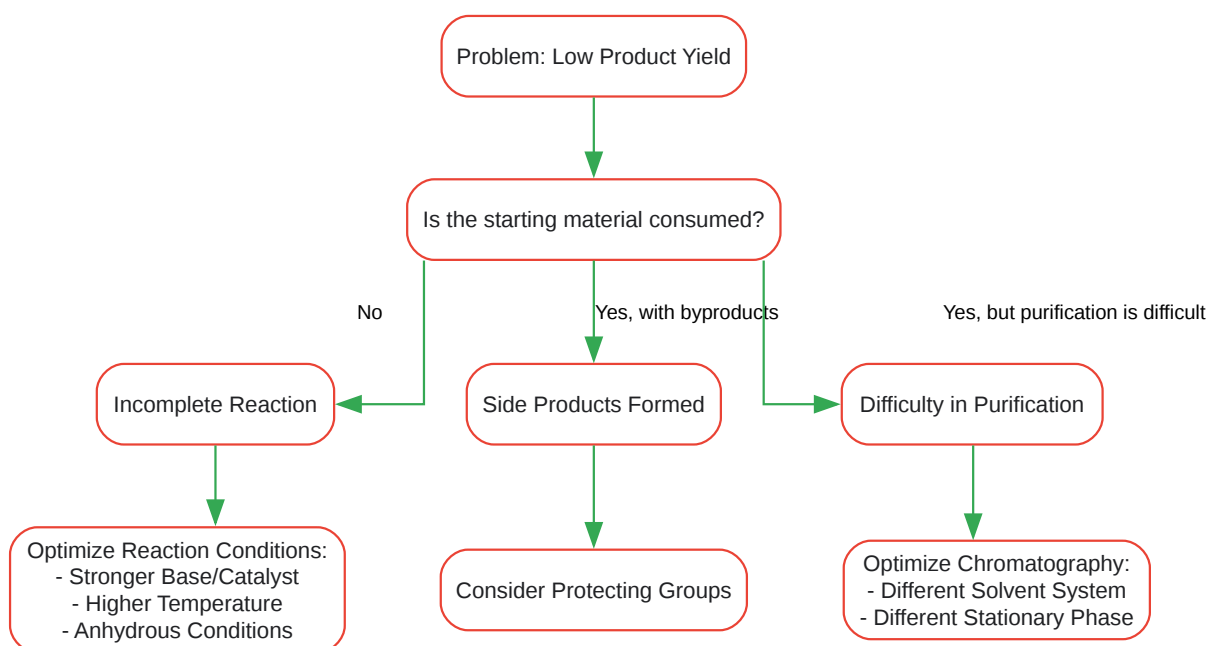 Problem: Low Product Yield
Is the starting material consumed?
No
Yes, with byproducts
Yes, but purification is difficult
Incomplete Reaction
Side Products Formed
Difficulty in Purification
Optimize Reaction Conditions:
- Stronger Base/Catalyst
- Higher Temperature
- Anhydrous Conditions
Consider Protecting Groups
Optimize Chromatography:
- Different Solvent System
- Different Stationary Phase